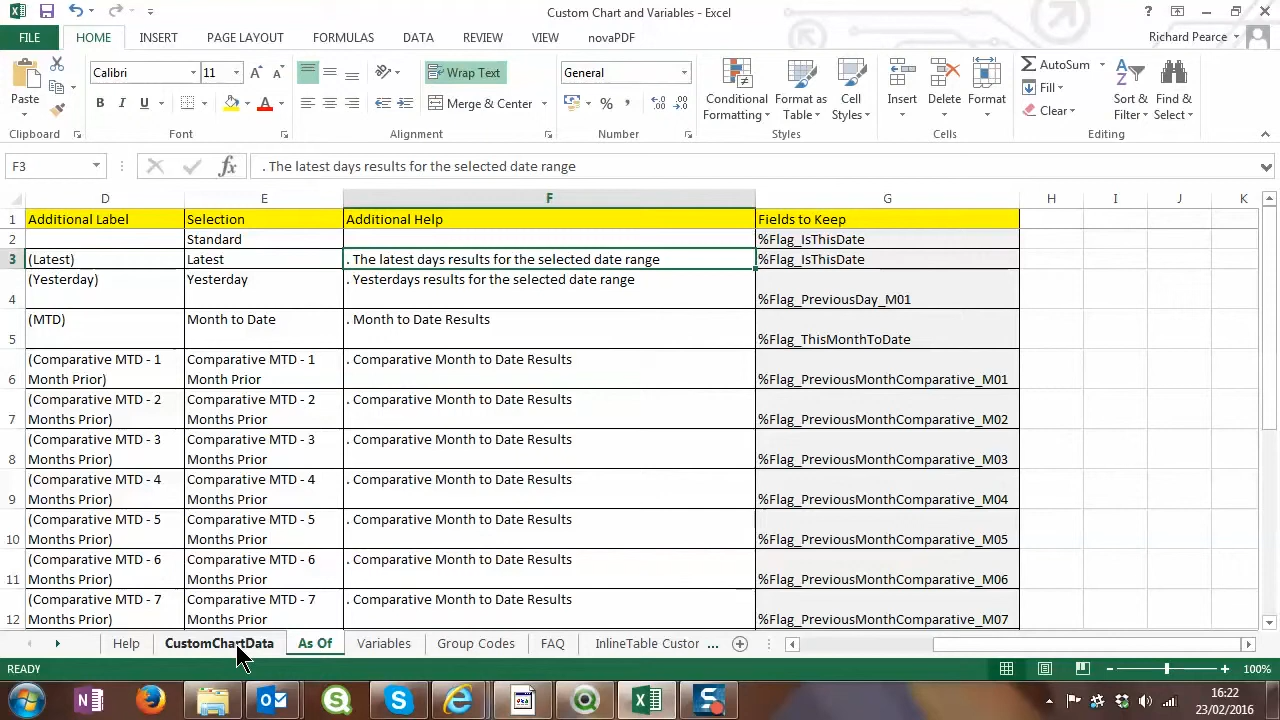 Custom Chart and Variables - Excel
?
FILE HOME INSERT PAGE LAYOUT FORMULAS DATA REVIEW VIEW novaPDF Richard Pearce
Paste
Calibri 11
B I U
Wrap Text
Merge & Center
General
% ,
Conditional Formatting
Format as Table
Cell Styles
Insert
Delete
Format
AutoSum
Fill
Clear
Sort & Filter
Find & Select
Clipboard Font Alignment Number Styles Cells Editing
F3 fx . The latest days results for the selected date range
D E F G H I J K
1 Additional Label Selection Additional Help Fields to Keep
2 Standard %Flag_IsThisDate
3 (Latest) Latest . The latest days results for the selected date range %Flag_IsThisDate
(Yesterday) Yesterday . Yesterdays results for the selected date range
4 %Flag_PreviousDay_M01
(MTD) Month to Date . Month to Date Results
5 %Flag_ThisMonthToDate
(Comparative MTD - 1 Comparative MTD - 1 . Comparative Month to Date Results
6 Month Prior) Month Prior %Flag_PreviousMonthComparative_M01
(Comparative MTD - 2 Comparative MTD - 2 . Comparative Month to Date Results
7 Months Prior) Months Prior %Flag_PreviousMonthComparative_M02
(Comparative MTD - 3 Comparative MTD - 3 . Comparative Month to Date Results
8 Months Prior) Months Prior %Flag_PreviousMonthComparative_M03
(Comparative MTD - 4 Comparative MTD - 4 . Comparative Month to Date Results
9 Months Prior) Months Prior %Flag_PreviousMonthComparative_M04
(Comparative MTD - 5 Comparative MTD - 5 . Comparative Month to Date Results
10 Months Prior) Months Prior %Flag_PreviousMonthComparative_M05
(Comparative MTD - 6 Comparative MTD - 6 . Comparative Month to Date Results
11 Months Prior) Months Prior %Flag_PreviousMonthComparative_M06
(Comparative MTD - 7 Comparative MTD - 7 . Comparative Month to Date Results
12 Months Prior) Months Prior %Flag_PreviousMonthComparative_M07
Help CustomChartData As Of Variables Group Codes FAQ InlineTable Custor ...
READY 100%
16:22
23/02/2016